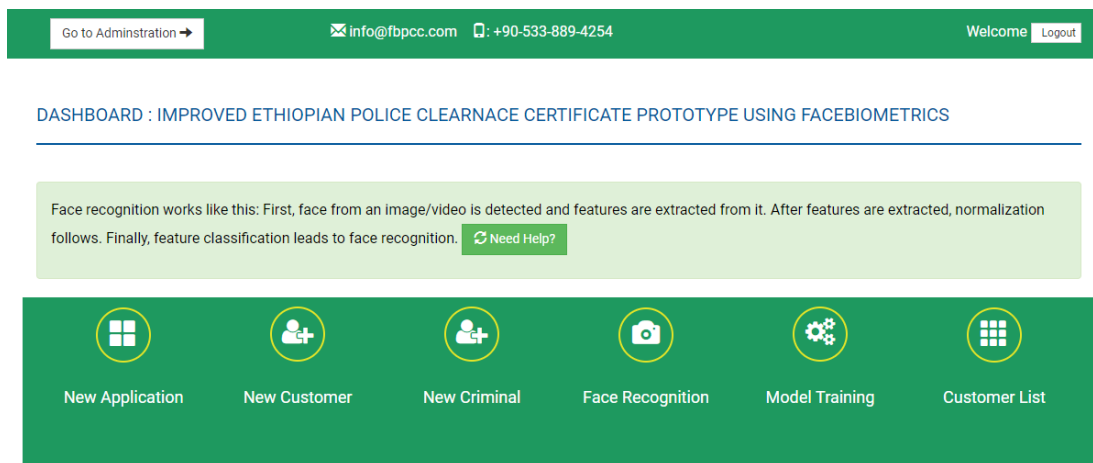 Go to Adminstration
info@fbpcc.com : +90-533-889-4254
Welcome Logout
DASHBOARD : IMPROVED ETHIOPIAN POLICE CLEARNACE CERTIFICATE PROTOTYPE USING FACEBIOMETRICS
Face recognition works like this: First, face from an image/video is detected and features are extracted from it. After features are extracted, normalization
follows. Finally, feature classification leads to face recognition. Need Help?
New Application New Customer New Criminal Face Recognition Model Training Customer List